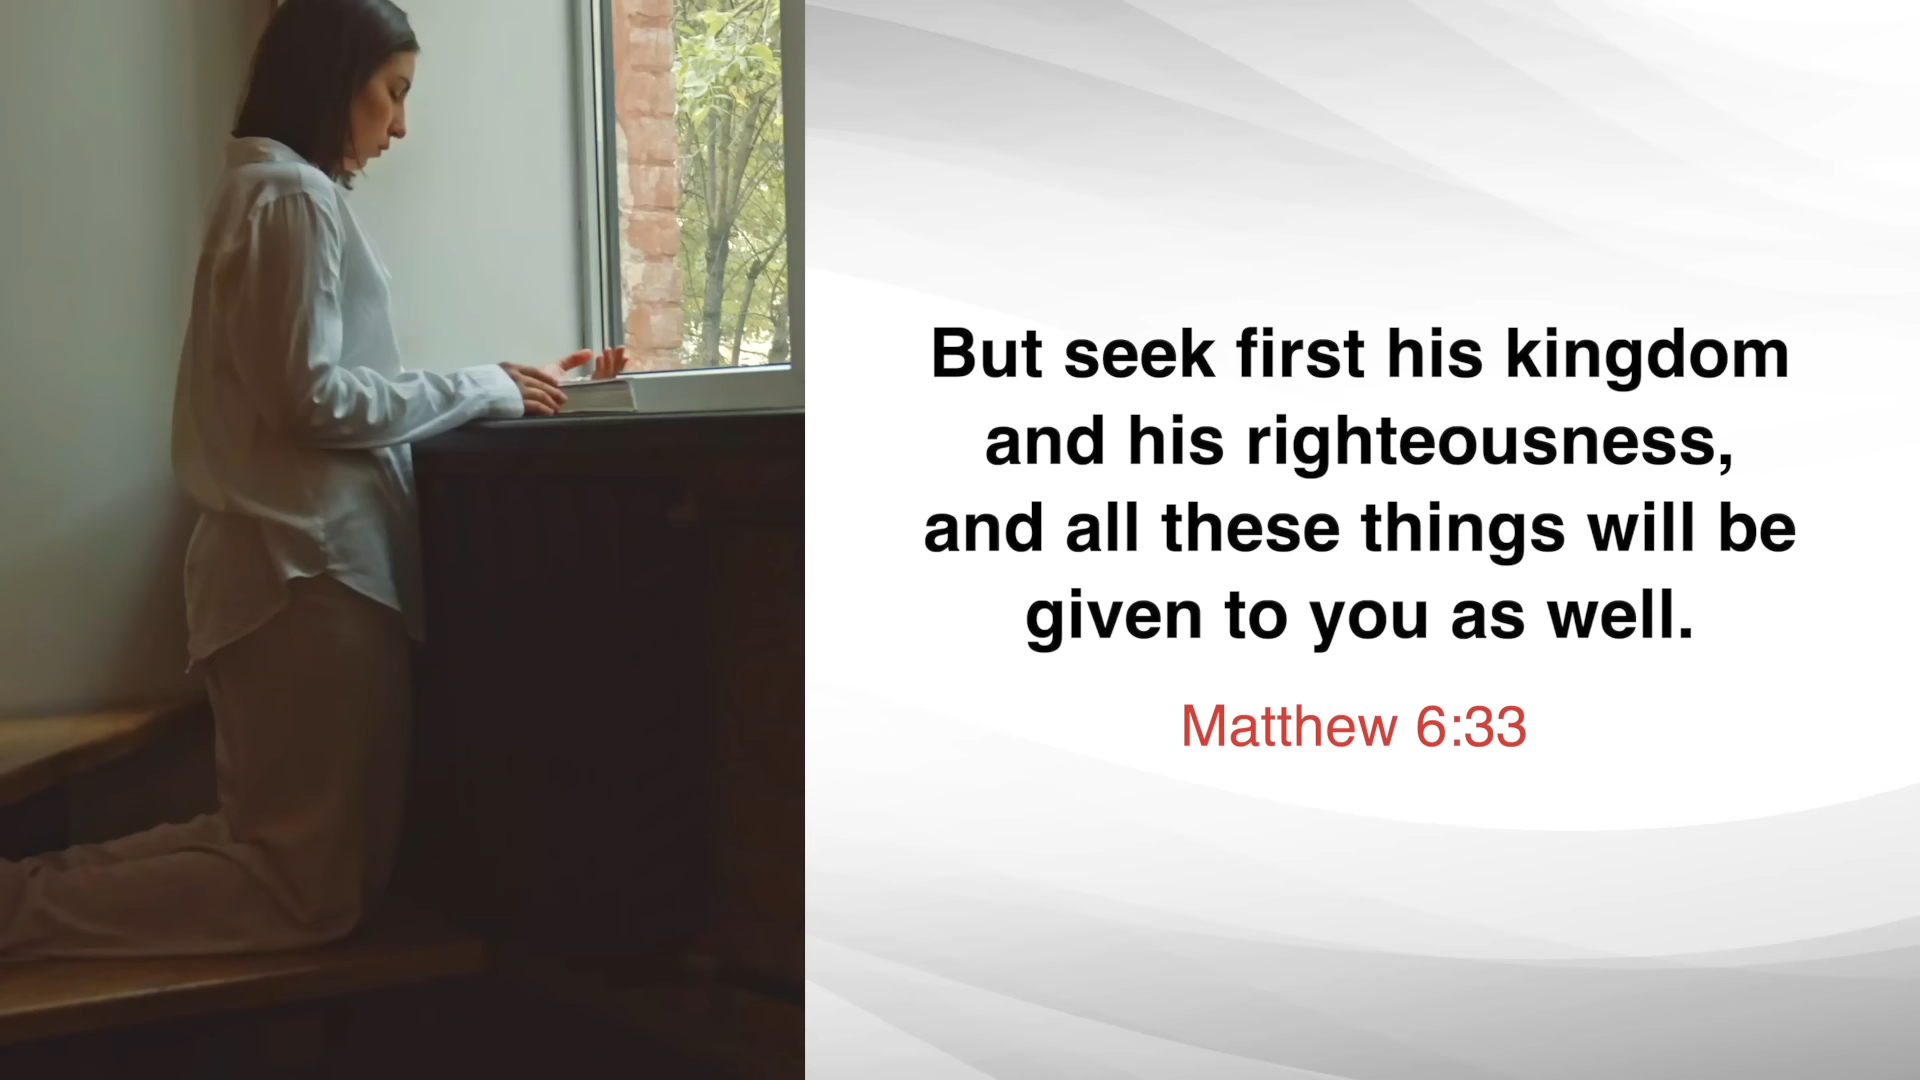 But seek first his kingdom
and his righteousness,
and all these things will be
given to you as well.
Matthew 6:33